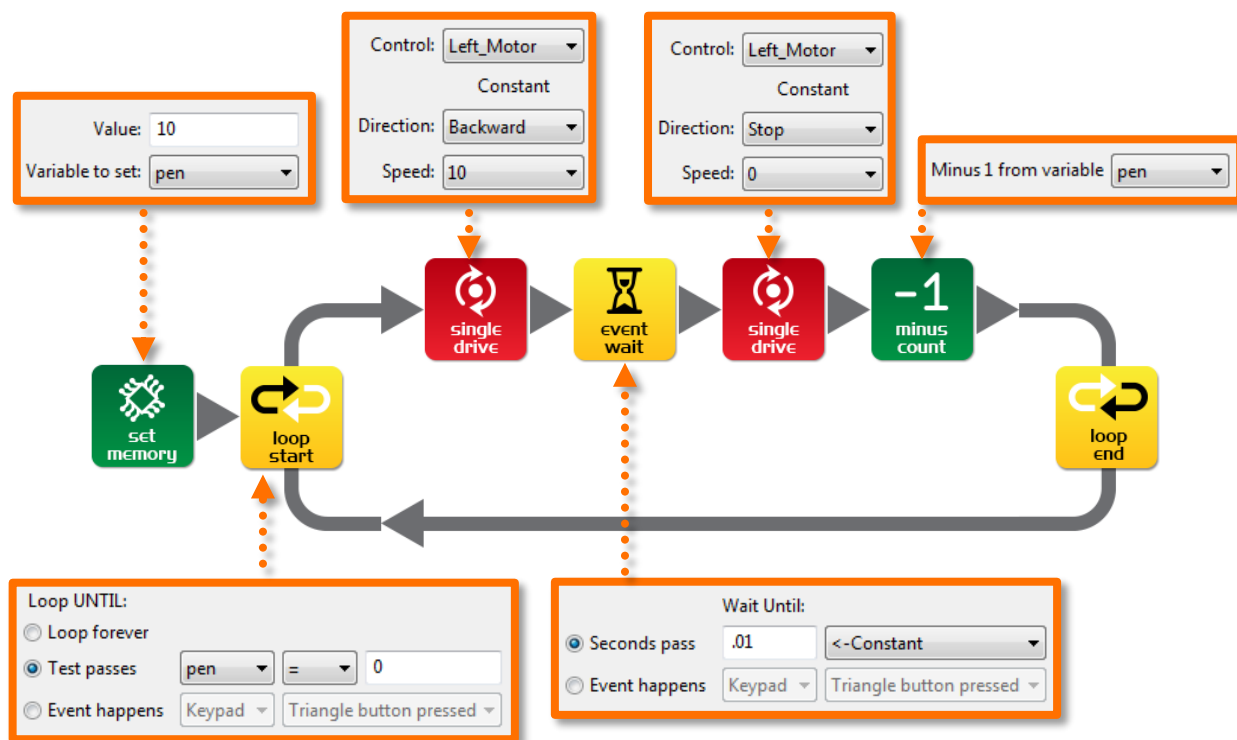 Control: Left_Motor
Constant
Direction: Backward
Speed: 10
Control: Left_Motor
Constant
Direction: Stop
Speed: 0
Value: 10
Variable to set: pen
Minus 1 from variable pen
set
memory
loop
start
single
drive
event
wait
single
drive
-1
minus
count
loop
end
Loop UNTIL:
Loop forever
Test passes pen = 0
Event happens Keypad Triangle button pressed
Wait Until:
Seconds pass .01 <-Constant
Event happens Keypad Triangle button pressed